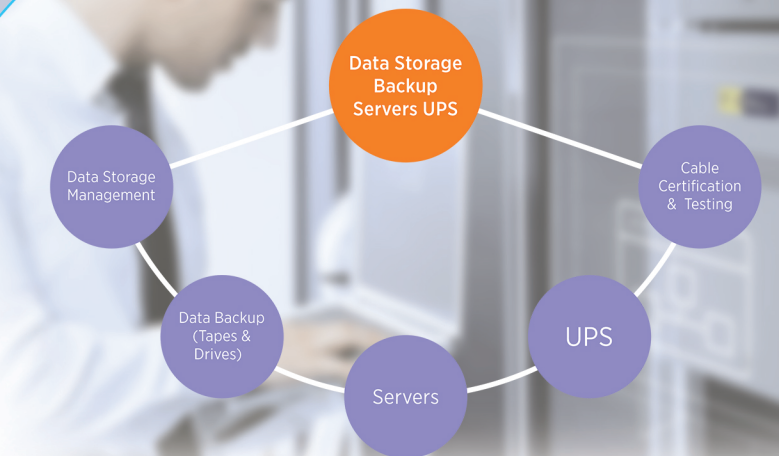 Data Storage
Backup
Servers UPS
Data Storage
Management
Cable
Certification
& Testing
Data Backup
(Tapes &
Drives)
UPS
Servers